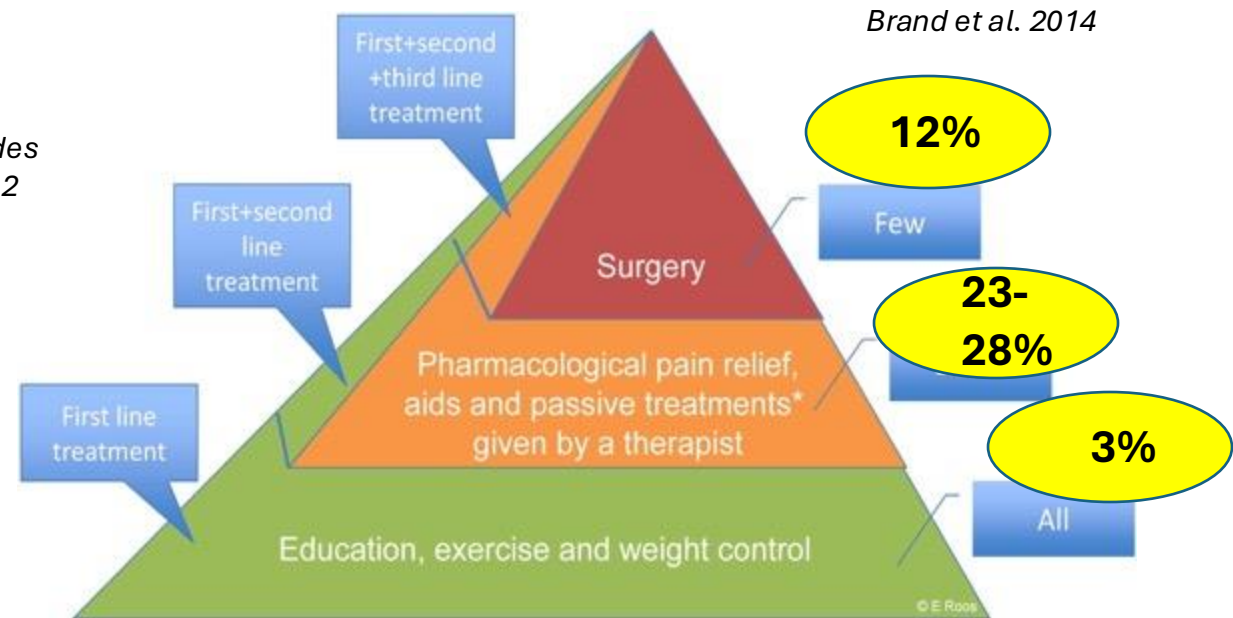 Brand et al. 2014
des
2
First+second
+third line
treatment
12%
Few
First+second
line
treatment
Surgery
23-
28%
Pharmacological pain relief,
aids and passive treatments*
given by a therapist
First line
treatment
3%
All
Education, exercise and weight control
© E Roos